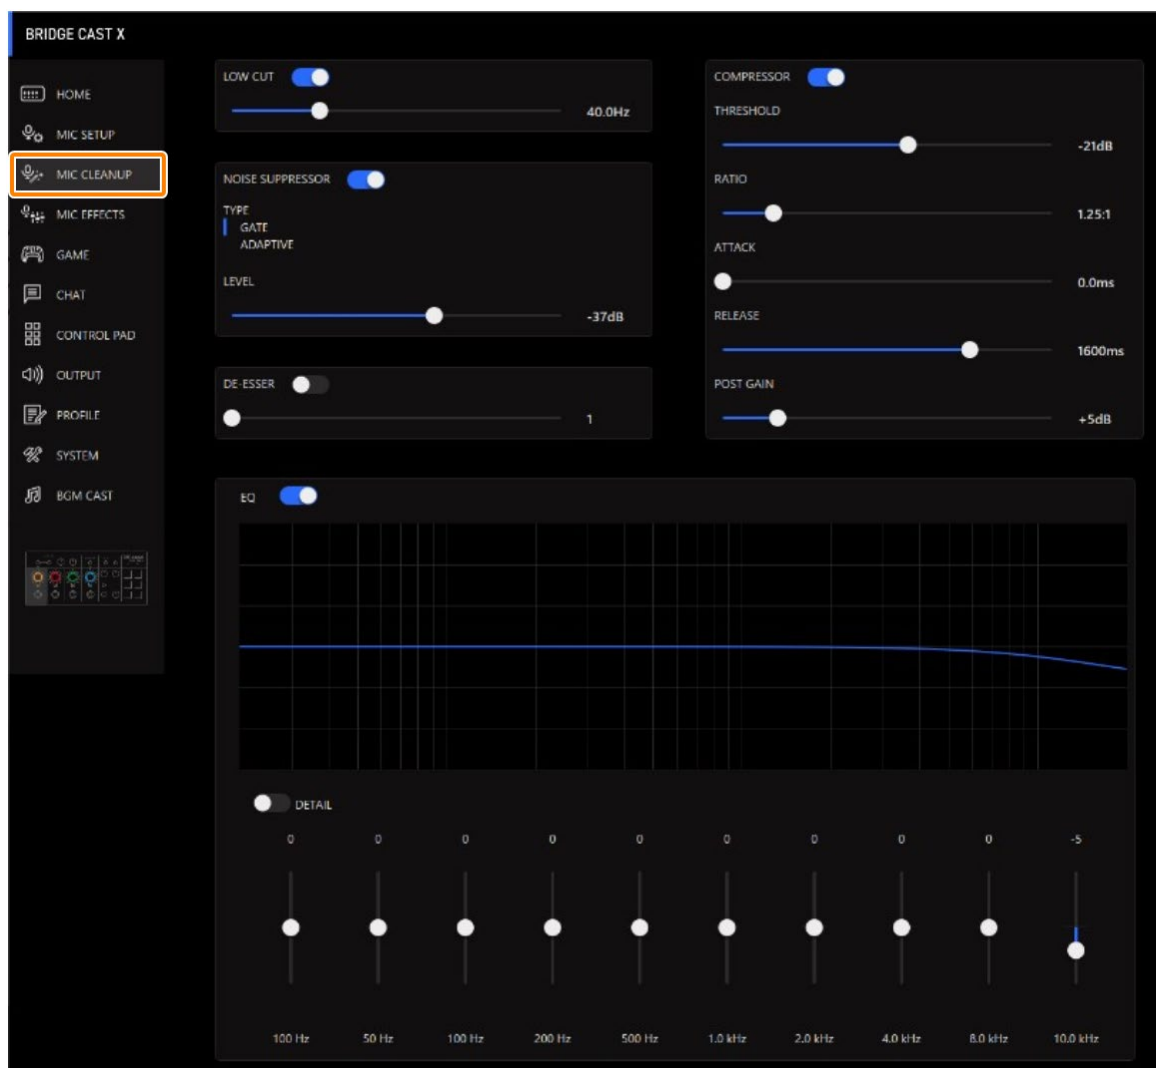 BRIDGE CAST X
HOME
MIC SETUP
MIC CLEANUP
MIC EFFECTS
GAME
CHAT
CONTROL PAD
OUTPUT
PROFILE
SYSTEM
BGM CAST
LOW CUT
40.0Hz
NOISE SUPPRESSOR
TYPE
GATE
ADAPTIVE
LEVEL
-37dB
DE-ESSER
1
COMPRESSOR
THRESHOLD
-21dB
RATIO
1.25:1
ATTACK
0.0ms
RELEASE
1600ms
POST GAIN
+5dB
EQ
DETAIL
0 0 0 0 0 0 0 0 0 -5
100 Hz 50 Hz 100 Hz 200 Hz 500 Hz 1.0 kHz 2.0 kHz 4.0 kHz 8.0 kHz 10.0 kHz